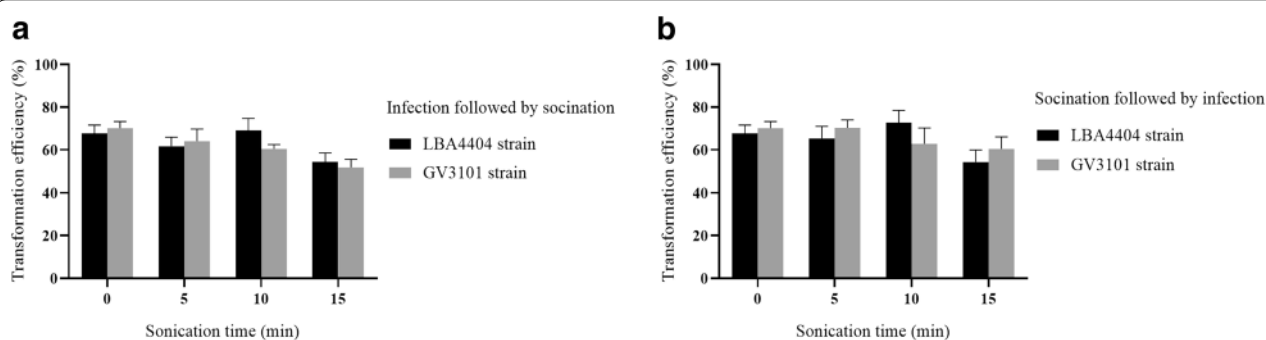 a
100
80
60
40
20
0
Transformation efficiency (%)
0 5 10 15
Sonication time (min)
Infection followed by socination
LBA4404 strain
GV3101 strain
b
100
80
60
40
20
0
Transformation efficiency (%)
0 5 10 15
Sonication time (min)
Socination followed by infection
LBA4404 strain
GV3101 strain